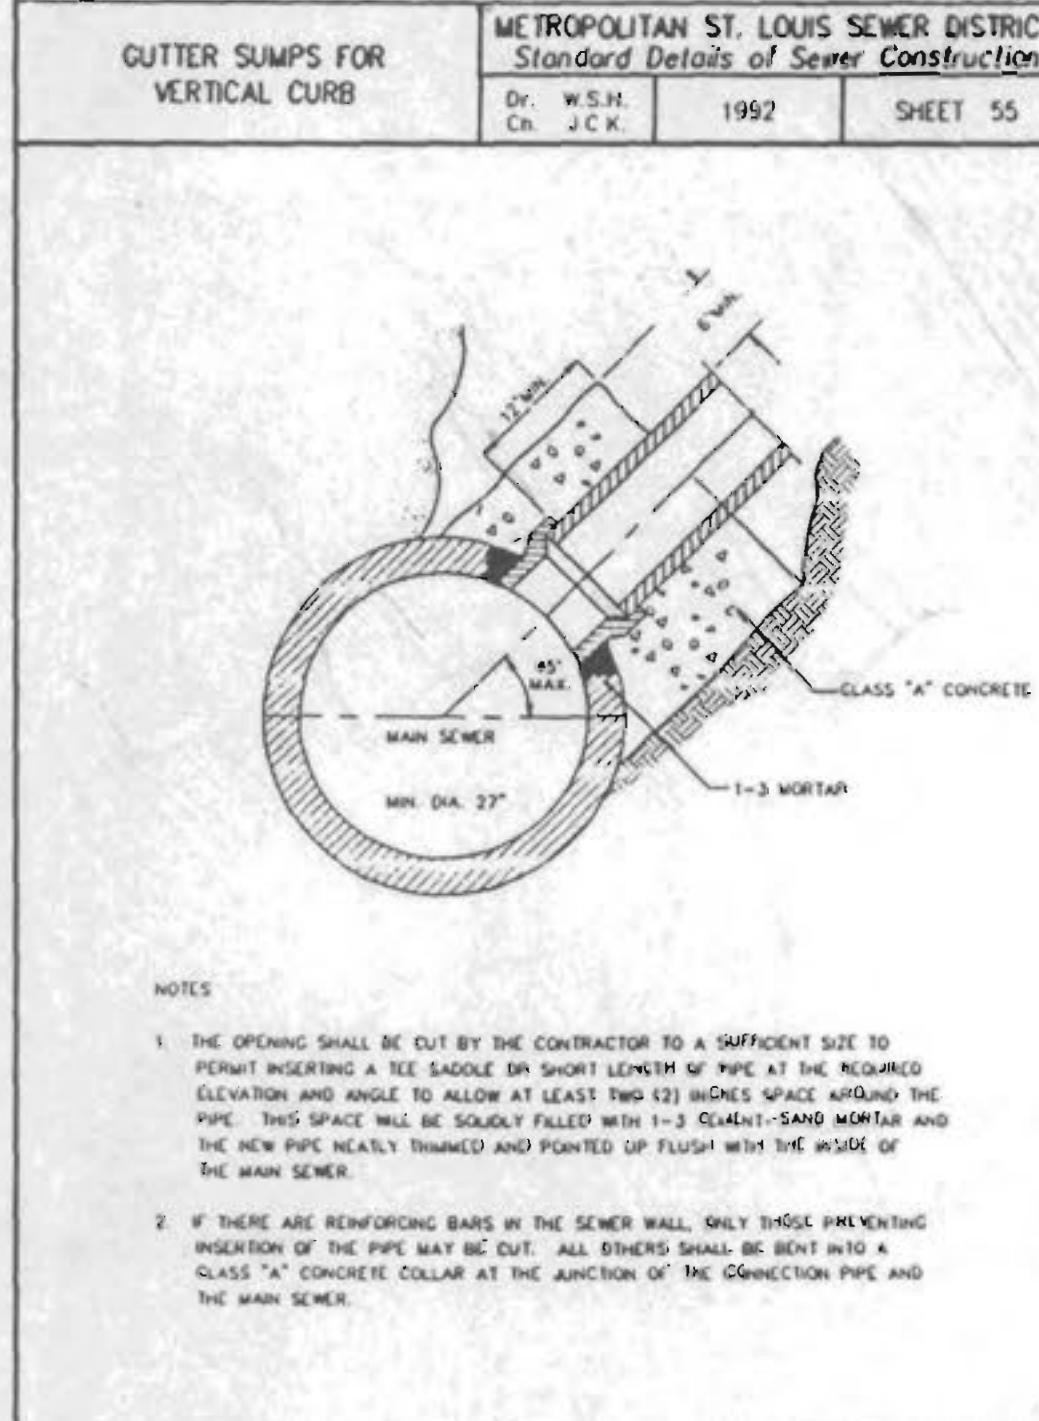 GUTTER SUMPS FOR
VERTICAL CURB
METROPOLITAN ST. LOUIS SEWER DISTRIC
Standard Details of Sewer Construction
Dr. W.S.H.
Ch. J C K.
1992
SHEET 55
6" MIN.
12" MIN.
45°
MAX.
MAIN SEWER
MIN. DIA. 27"
CLASS "A" CONCRETE
1-3 MORTAR
NOTES
1 THE OPENING SHALL BE CUT BY THE CONTRACTOR TO A SUFFICIENT SIZE TO
PERMIT INSERTING A TEE SADDLE OR SHORT LENGTH OF PIPE AT THE REQUIRED
ELEVATION AND ANGLE TO ALLOW AT LEAST TWO (2) INCHES SPACE AROUND THE
PIPE. THIS SPACE WILL BE SOLIDLY FILLED WITH 1-3 CEMENT-SAND MORTAR AND
THE NEW PIPE NEATLY TRIMMED AND POINTED UP FLUSH WITH THE INSIDE OF
THE MAIN SEWER.
2 IF THERE ARE REINFORCING BARS IN THE SEWER WALL, ONLY THOSE PREVENTING
INSERTION OF THE PIPE MAY BE CUT. ALL OTHERS SHALL BE BENT INTO A
CLASS "A" CONCRETE COLLAR AT THE JUNCTION OF THE CONNECTION PIPE AND
THE MAIN SEWER.